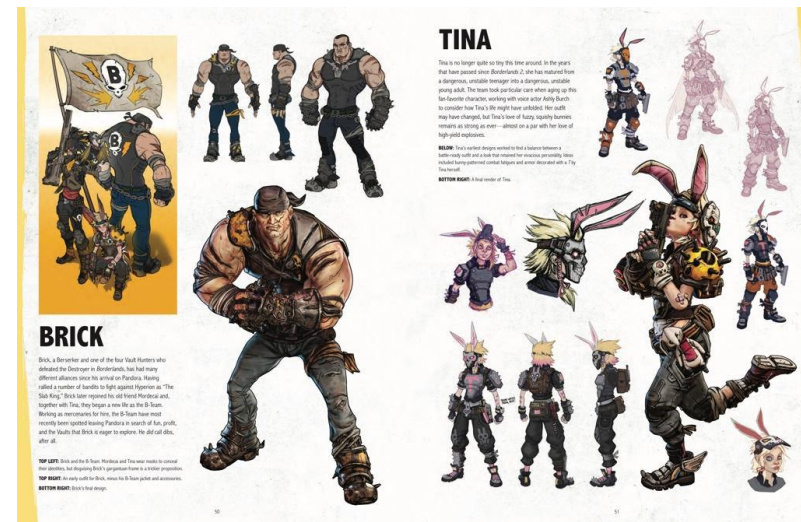 B
B
BRICK
Brick, a Berserker and one of the four Vault Hunters who
defeated the Destroyer in Borderlands, has had many
different alliances since his arrival on Pandora. Having
rallied a number of bandits to fight against Hyperion as "The
Slab King," Brick later rejoined his old friend Mordecai and,
together with Tina, they began a new life as the B-Team.
Working as mercenaries for hire, the B-Team have most
recently been spotted leaving Pandora in search of fun, profit,
and the Vaults that Brick is eager to explore. He did call dibs,
after all.
TOP LEFT: Brick and the B-Team. Mordecai and Tina wear masks to conceal
their identities, but disguising Brick's gargantuan frame is a trickier proposition.
TOP RIGHT: An early outfit for Brick, minus his B-Team jacket and accessories.
BOTTOM RIGHT: Brick's final design.
50
TINA
Tina is no longer quite so tiny this time around. In the years
that have passed since Borderlands 2, she has matured from
a dangerous, unstable teenager into a dangerous, unstable
young adult. The team took particular care when aging up this
fan-favorite character, working with voice actor Ashly Burch
to consider how Tina's life might have unfolded. Her outfit
may have changed, but Tina's love of fuzzy, squishy bunnies
remains as strong as ever—almost on a par with her love of
high-yield explosives.
BELOW: Tina's earliest designs worked to find a balance between a
battle-ready outfit and a look that retained her vivacious personality. Ideas
included bunny-patterned combat fatigues and armor decorated with a T by
Tina herself.
BOTTOM RIGHT: A final render of Tina.
51